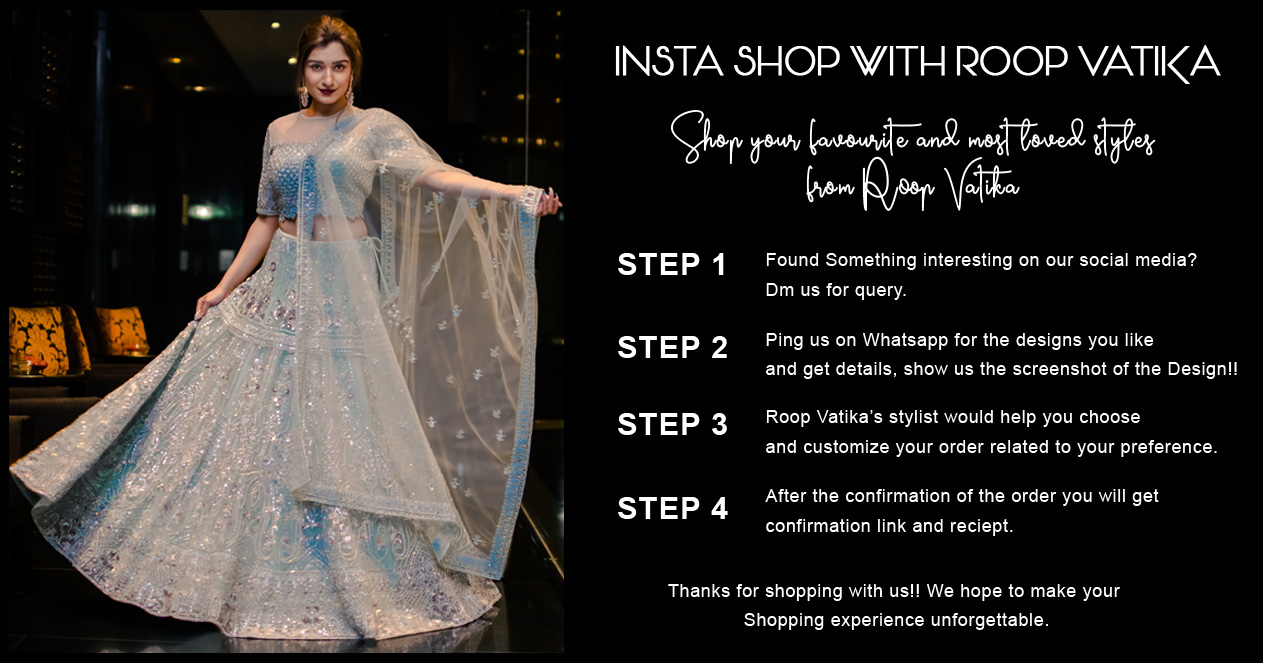 INSTA SHOP WITH ROOP VATIKA
Shop your favourite and most loved styles
from Roop Vatika
STEP 1
Found Something interesting on our social media?
Dm us for query.
STEP 2
Ping us on Whatsapp for the designs you like
and get details, show us the screenshot of the Design!!
STEP 3
Roop Vatika’s stylist would help you choose
and customize your order related to your preference.
STEP 4
After the confirmation of the order you will get
confirmation link and reciept.
Thanks for shopping with us!! We hope to make your
Shopping experience unforgettable.